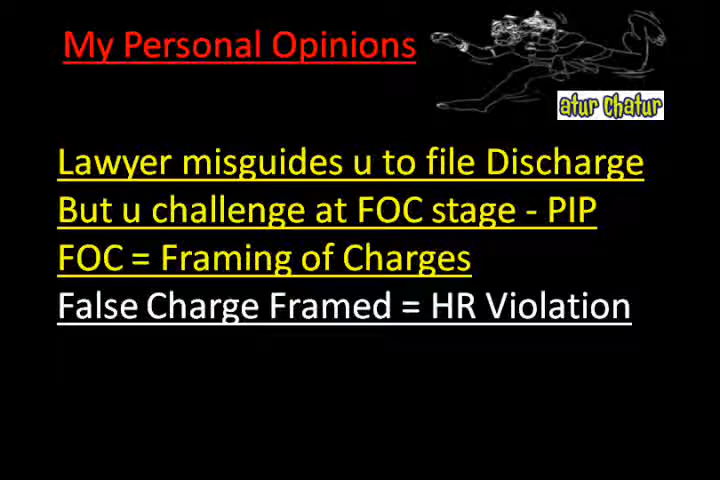 My Personal Opinions
atur chatur
Lawyer misguides u to file Discharge
But u challenge at FOC stage - PIP
FOC = Framing of Charges
False Charge Framed = HR Violation